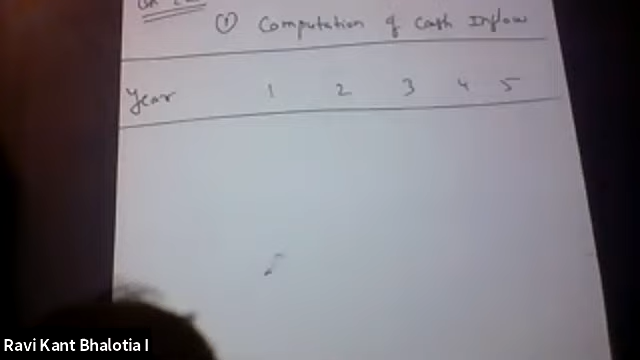 ① Computation of Cash Inflow
Year 1 2 3 4 5
Ravi Kant Bhalotia I